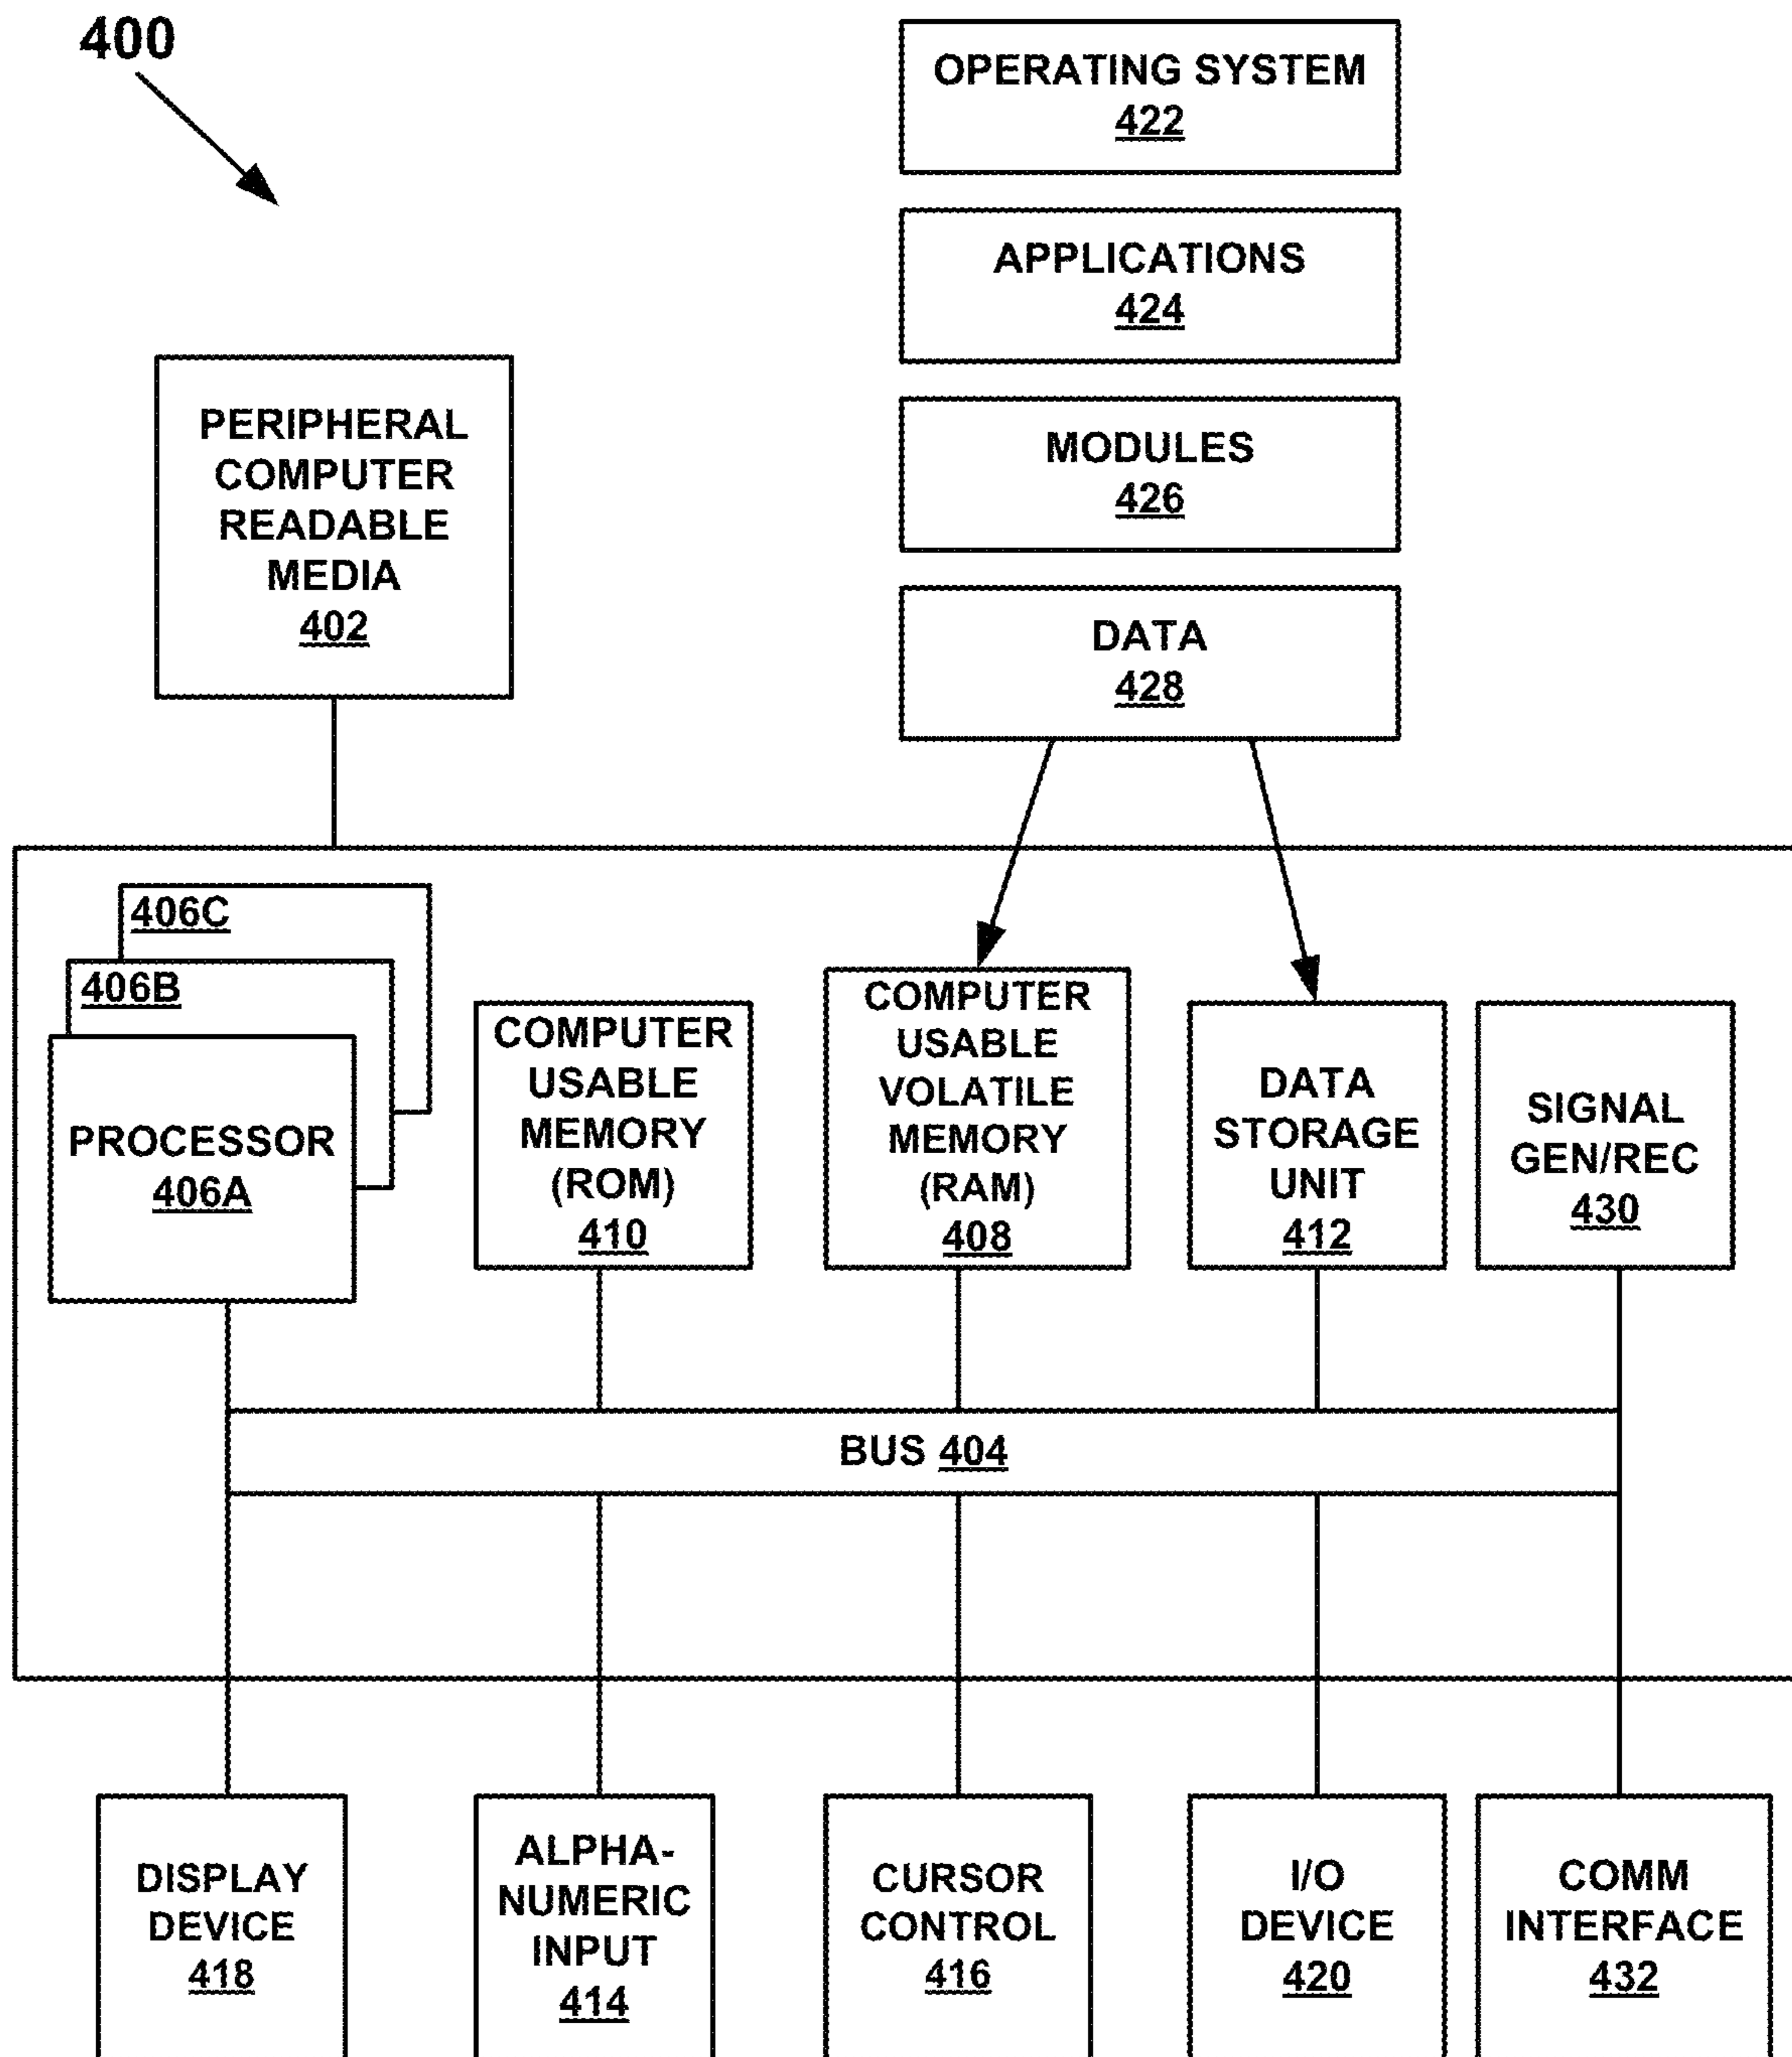 400
OPERATING SYSTEM
422
APPLICATIONS
424
MODULES
426
DATA
428
PERIPHERAL
COMPUTER
READABLE
MEDIA
402
406C
406B
PROCESSOR
406A
COMPUTER
USABLE
MEMORY
(ROM)
410
COMPUTER
USABLE
VOLATILE
MEMORY
(RAM)
408
DATA
STORAGE
UNIT
412
SIGNAL
GEN/REC
430
BUS 404
DISPLAY
DEVICE
418
ALPHA-
NUMERIC
INPUT
414
CURSOR
CONTROL
416
I/O
DEVICE
420
COMM
INTERFACE
432